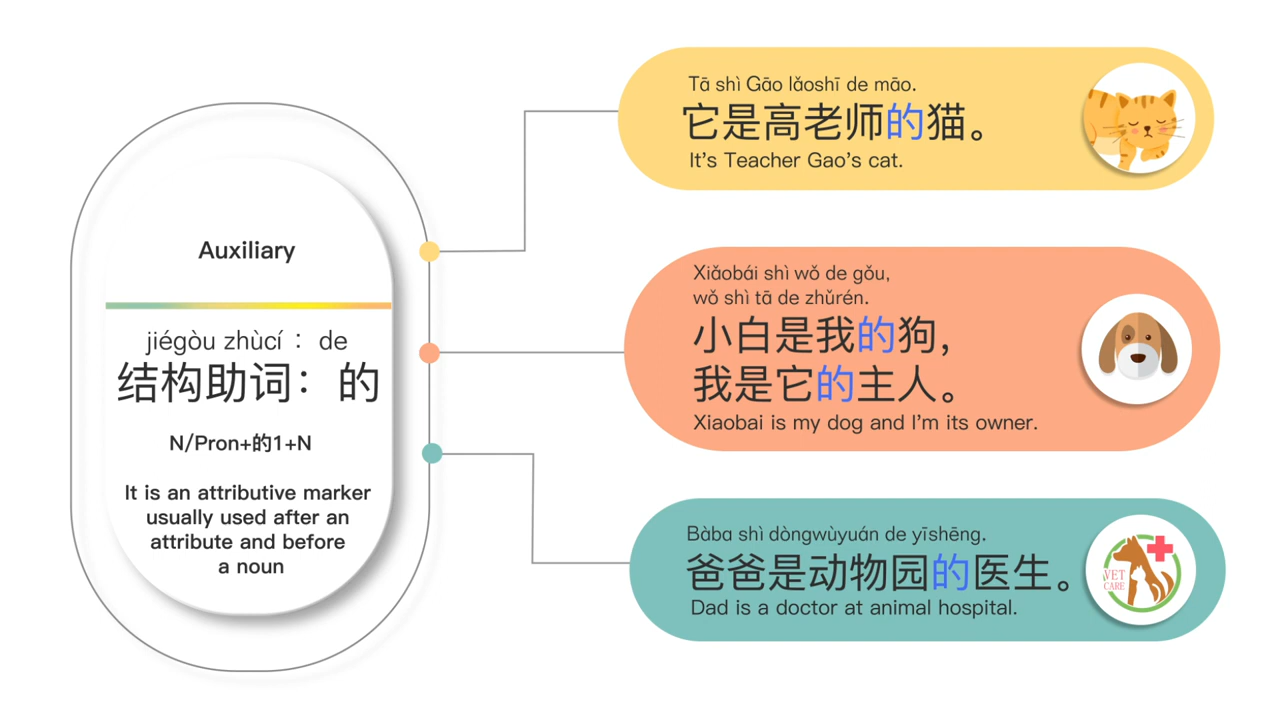 Auxiliary
jiégòu zhùcí： de
结构助词：的
N/Pron+的1+N
It is an attributive marker
usually used after an
attribute and before
a noun
Tā shì Gāo lǎoshī de māo.
它是高老师的猫。
It's Teacher Gao's cat.
Xiǎobái shì wǒ de gǒu,
wǒ shì tā de zhǔrén.
小白是我的狗,
我是它的主人。
Xiaobai is my dog and I'm its owner.
Bàba shì dòngwùyuán de yīshēng.
爸爸是动物园的医生。
Dad is a doctor at animal hospital.
VET
CARE